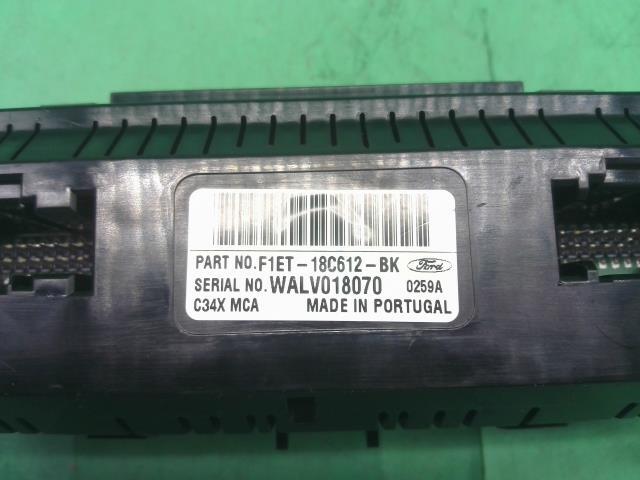 PART NO. F1ET-18C612-BK Ford
SERIAL NO. WALV018070 0259A
C34X MCA MADE IN PORTUGAL